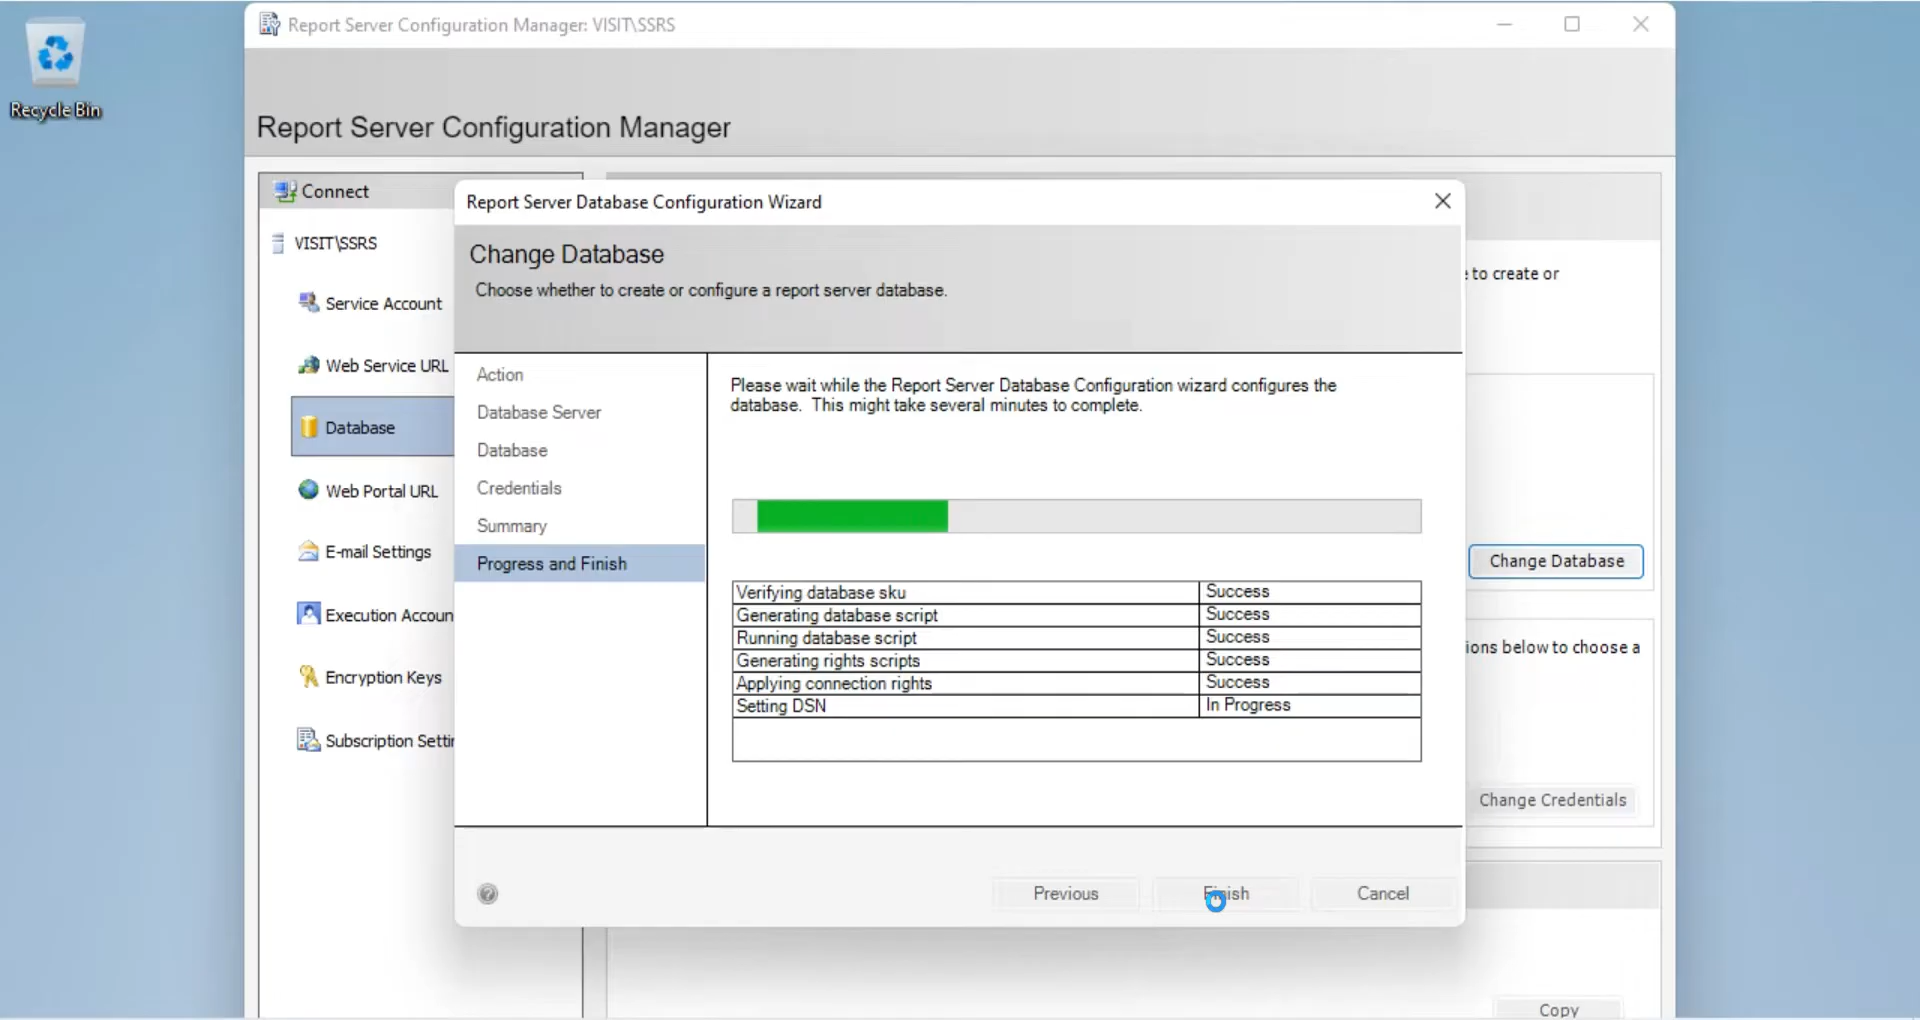 Recycle Bin
Report Server Configuration Manager: VISIT\SSRS
Report Server Configuration Manager
Connect
VISIT\SSRS
Service Account
Web Service URL
Database
Web Portal URL
E-mail Settings
Execution Accoun
Encryption Keys
Subscription Setti
Report Server Database Configuration Wizard
Change Database
Choose whether to create or configure a report server database.
Action
Database Server
Database
Credentials
Summary
Progress and Finish
Please wait while the Report Server Database Configuration wizard configures the
database. This might take several minutes to complete.
Verifying database sku Success
Generating database script Success
Running database script Success
Generating rights scripts Success
Applying connection rights Success
Setting DSN In Progress
Previous
Finish
Cancel
e to create or
Change Database
ions below to choose a
Change Credentials
Copy